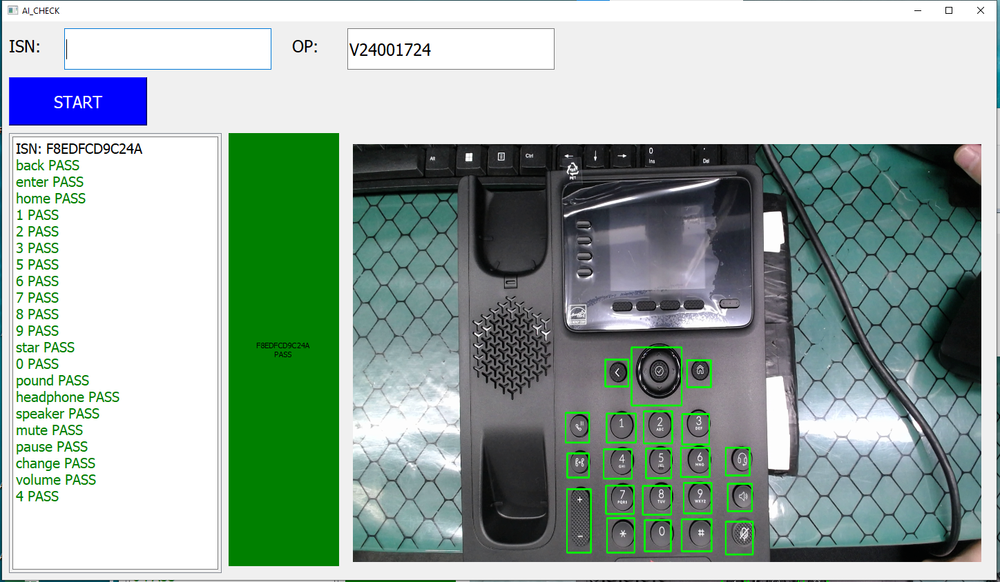 AI_CHECK
ISN:
OP:
V24001724
START
ISN: F8EDFCD9C24A
back PASS
enter PASS
home PASS
1 PASS
2 PASS
3 PASS
5 PASS
6 PASS
7 PASS
8 PASS
9 PASS
star PASS
0 PASS
pound PASS
headphone PASS
speaker PASS
mute PASS
pause PASS
change PASS
volume PASS
4 PASS
F8EDFCD9C24A
PASS
Alt
Ctrl
0
Ins
.
Del
PET
ENERGY STAR
1
2
ABC
3
DEF
4
GHI
5
JKL
6
MNO
7
PQRS
8
TUV
9
WXYZ
+
-
*
0
#